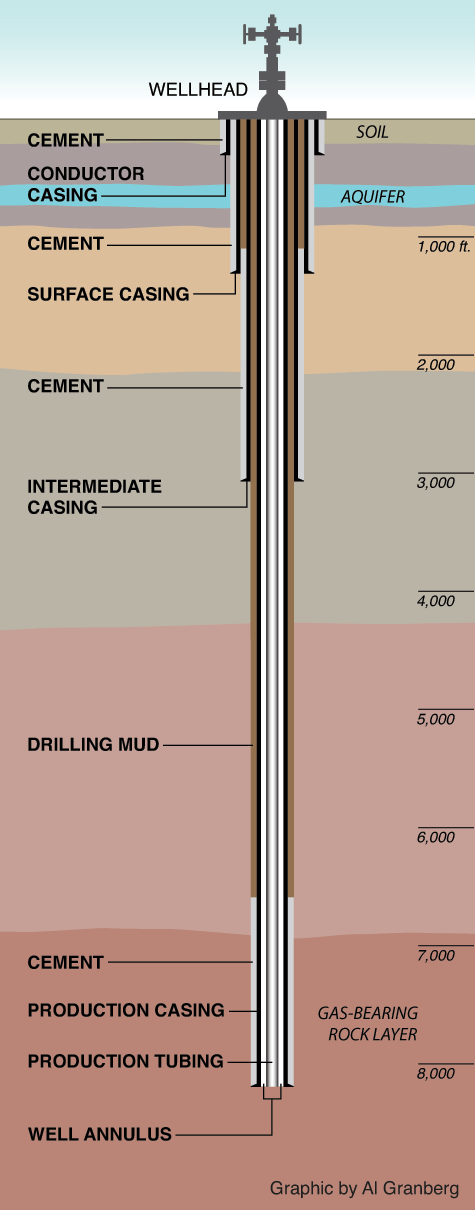 WELLHEAD
SOIL
CEMENT
CONDUCTOR
CASING
AQUIFER
CEMENT
1,000 ft.
SURFACE CASING
2,000
CEMENT
3,000
INTERMEDIATE
CASING
4,000
5,000
DRILLING MUD
6,000
7,000
CEMENT
PRODUCTION CASING
GAS-BEARING
ROCK LAYER
PRODUCTION TUBING
8,000
WELL ANNULUS
Graphic by Al Granberg